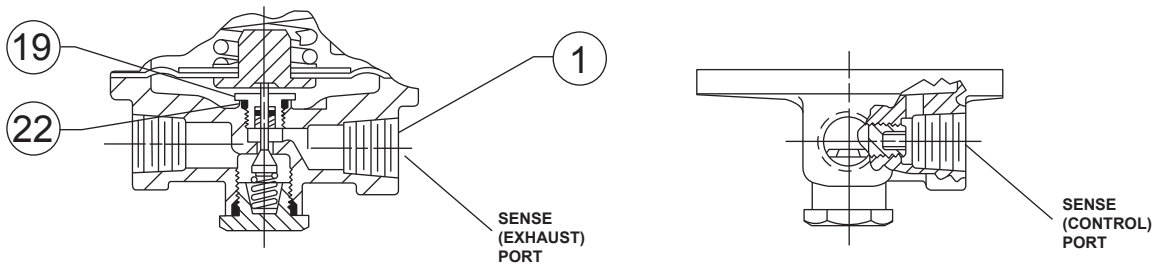 19
1
22
SENSE
(EXHAUST)
PORT
SENSE
(CONTROL)
PORT